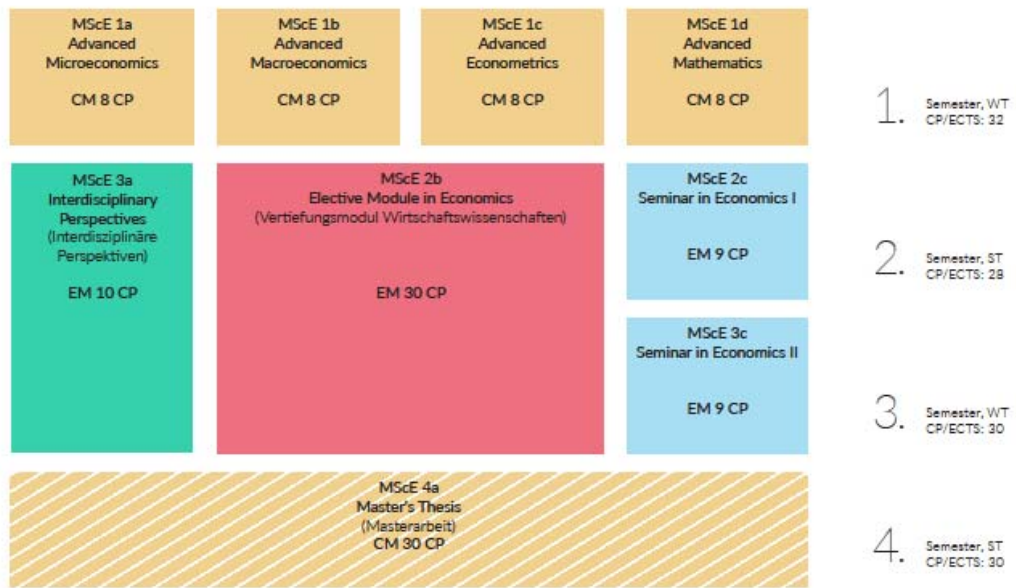 MScE 1a
Advanced
Microeconomics
CM 8 CP
MScE 1b
Advanced
Macroeconomics
CM 8 CP
MScE 1c
Advanced
Econometrics
CM 8 CP
MScE 1d
Advanced
Mathematics
CM 8 CP
1.
Semester, WT
CP/ECTS: 32
MScE 3a
Interdisciplinary
Perspectives
(Interdisziplinäre
Perspektiven)
EM 10 CP
MScE 2b
Elective Module in Economics
(Vertiefungsmodul Wirtschaftswissenschaften)
EM 30 CP
MScE 2c
Seminar in Economics I
EM 9 CP
2.
Semester, ST
CP/ECTS: 28
MScE 3c
Seminar in Economics II
EM 9 CP
3.
Semester, WT
CP/ECTS: 30
MScE 4a
Master's Thesis
(Masterarbeit)
CM 30 CP
4.
Semester, ST
CP/ECTS: 30